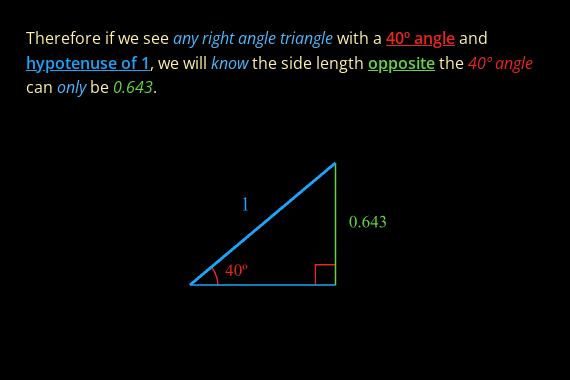 Therefore if we see any right angle triangle with a 40º angle and
hypotenuse of 1, we will know the side length opposite the 40º angle
can only be 0.643.
1
0.643
40º